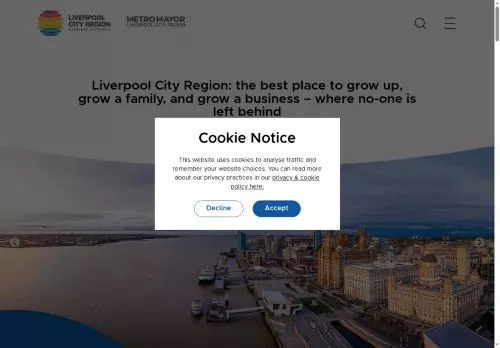 LIVERPOOL
CITY REGION
COMBINED AUTHORITY
METROMAYOR
LIVERPOOL CITY REGION
Liverpool City Region: the best place to grow up,
grow a family, and grow a business – where no-one is
left behind
Cookie Notice
This website uses cookies to analyse traffic and
remember your website choices. You can read more
about our privacy practices in our privacy & cookie
policy here.
Decline
Accept